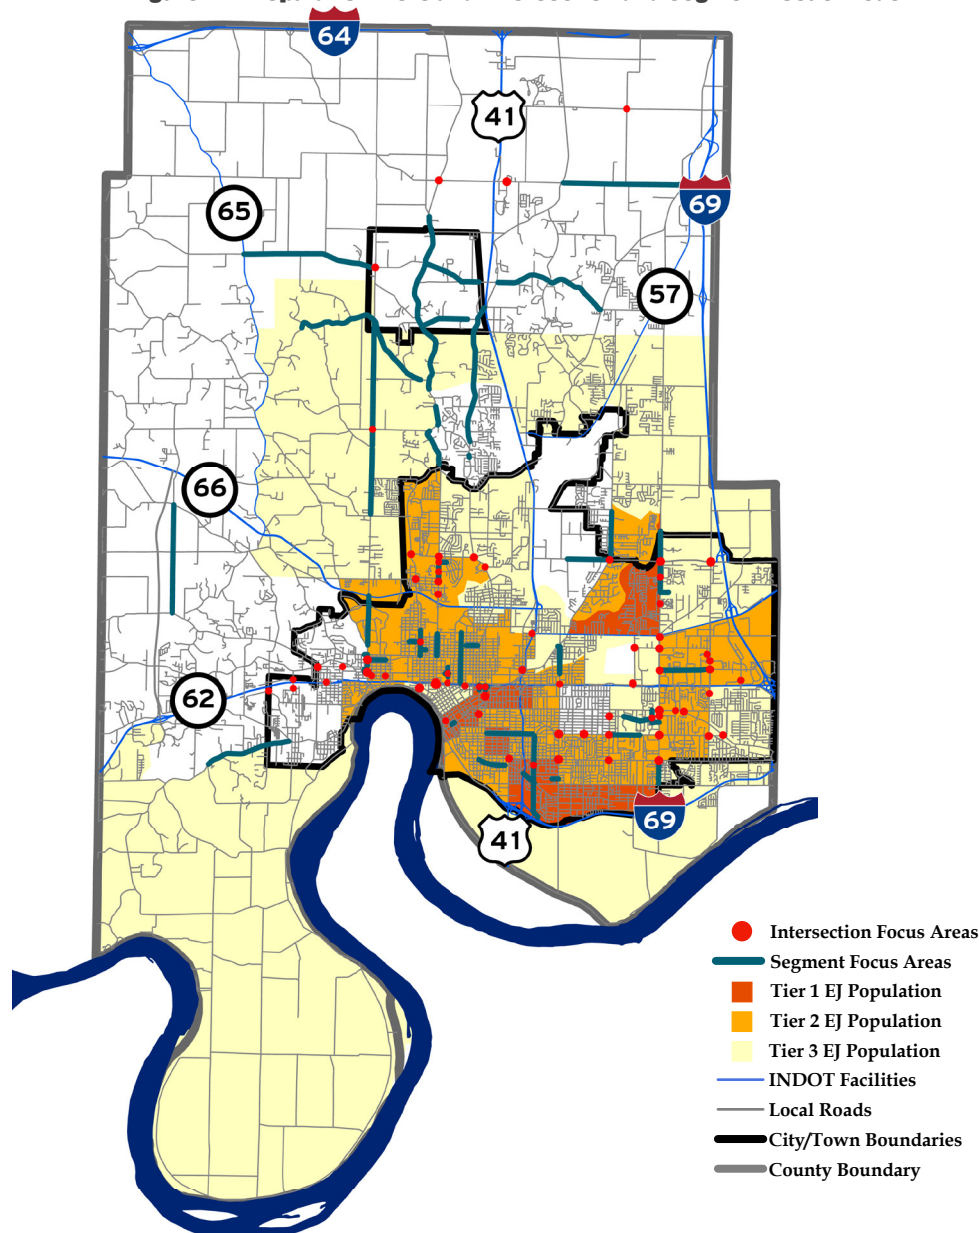 64
41
69
65
57
66
62
41
69
Intersection Focus Areas
Segment Focus Areas
Tier 1 EJ Population
Tier 2 EJ Population
Tier 3 EJ Population
INDOT Facilities
Local Roads
City/Town Boundaries
County Boundary